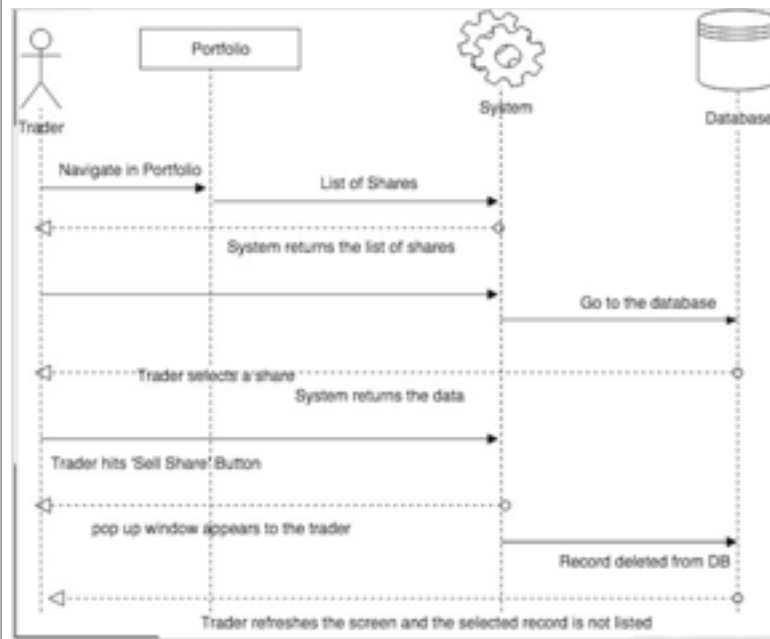 Portfolio
System
Trader
Database
Navigate in Portfolio
List of Shares
System returns the list of shares
Go to the database
Trader selects a share
System returns the data
Trader hits 'Sell Share' Button
pop up window appears to the trader
Record deleted from DB
Trader refreshes the screen and the selected record is not listed